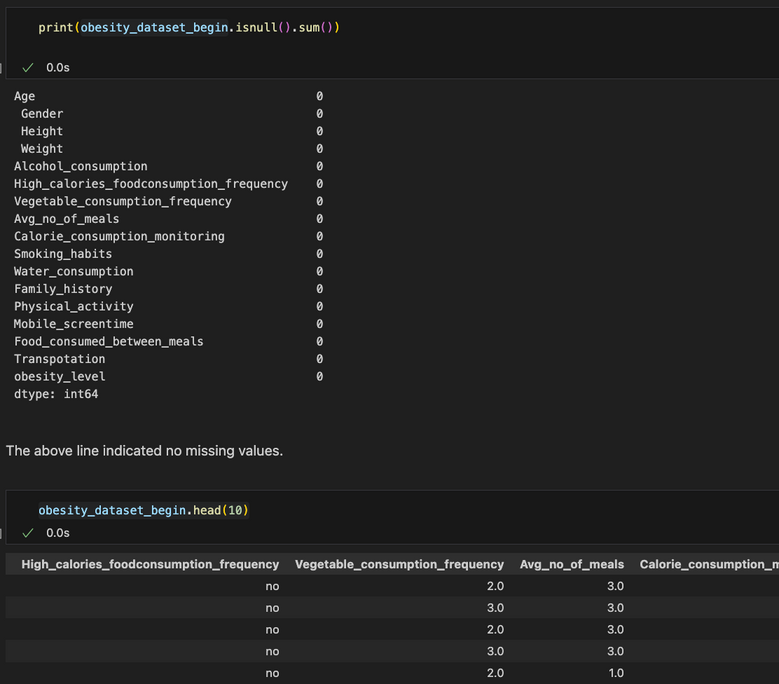 print(obesity_dataset_begin.isnull().sum())
0.0s
Age 0
Gender 0
Height 0
Weight 0
Alcohol_consumption 0
High_calories_foodconsumption_frequency 0
Vegetable_consumption_frequency 0
Avg_no_of_meals 0
Calorie_consumption_monitoring 0
Smoking_habits 0
Water_consumption 0
Family_history 0
Physical_activity 0
Mobile_screentime 0
Food_consumed_between_meals 0
Transpotation 0
obesity_level 0
dtype: int64
The above line indicated no missing values.
obesity_dataset_begin.head(10)
0.0s
High_calories_foodconsumption_frequency Vegetable_consumption_frequency Avg_no_of_meals Calorie_consumption_m
no 2.0 3.0
no 3.0 3.0
no 2.0 3.0
no 3.0 3.0
no 2.0 1.0